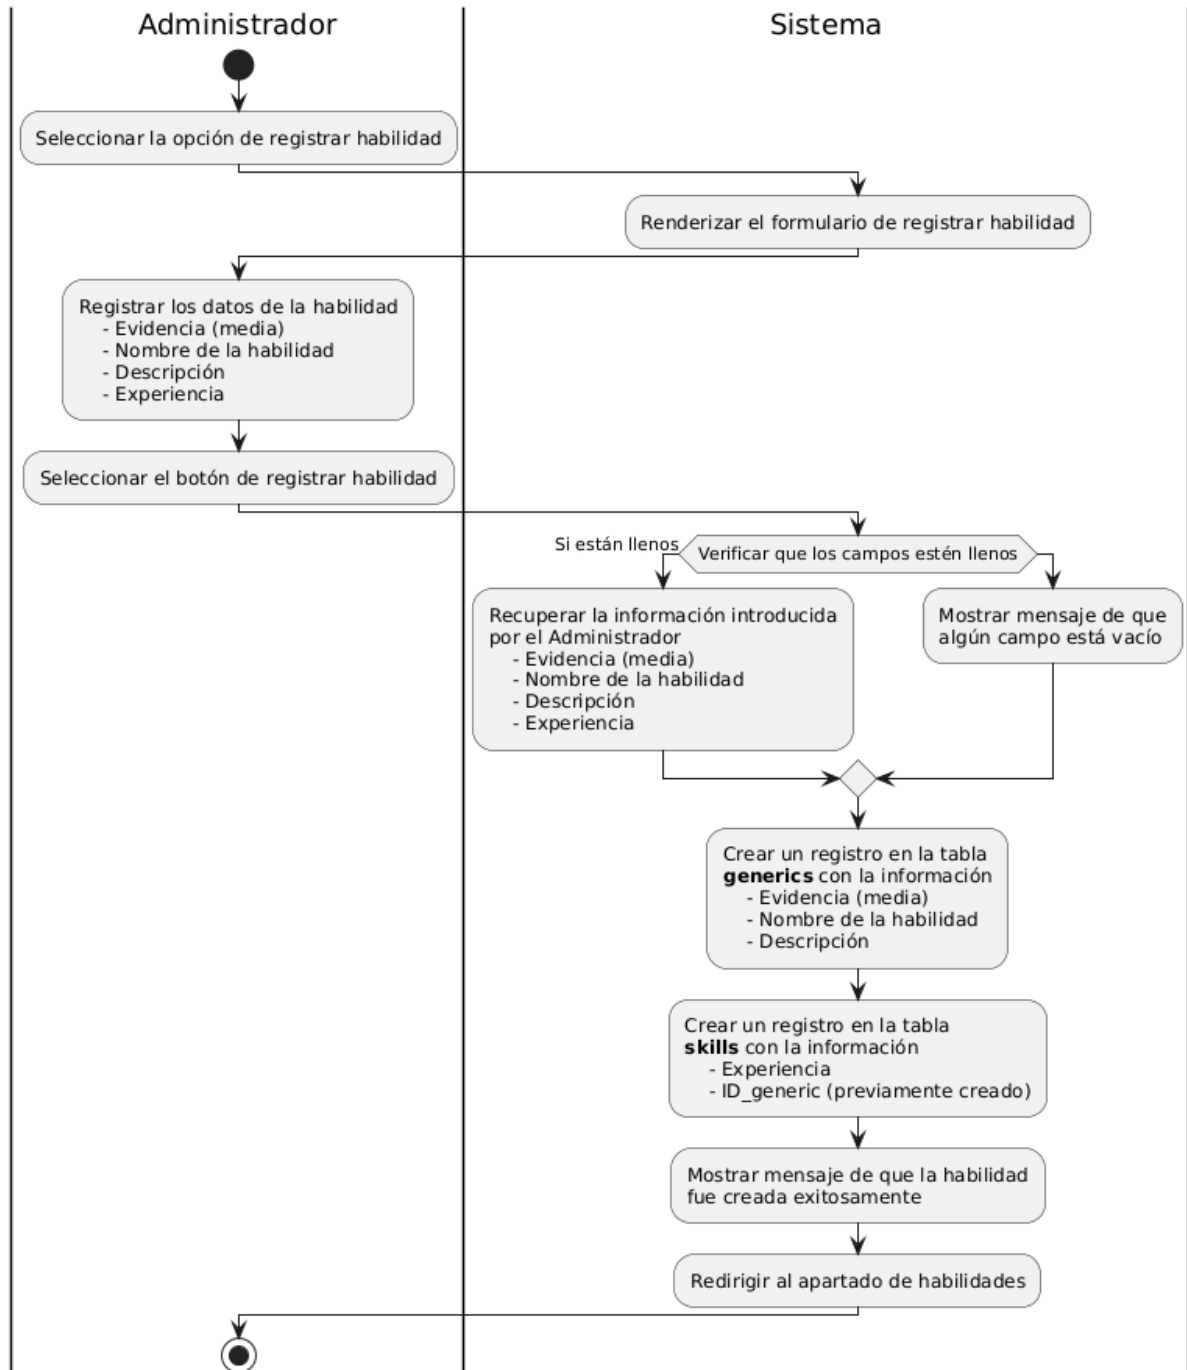 Administrador
Sistema
Seleccionar la opción de registrar habilidad
Renderizar el formulario de registrar habilidad
Registrar los datos de la habilidad
- Evidencia (media)
- Nombre de la habilidad
- Descripción
- Experiencia
Seleccionar el botón de registrar habilidad
Si están llenos
Verificar que los campos estén llenos
Recuperar la información introducida
por el Administrador
- Evidencia (media)
- Nombre de la habilidad
- Descripción
- Experiencia
Mostrar mensaje de que
algún campo está vacío
Crear un registro en la tabla
generics con la información
- Evidencia (media)
- Nombre de la habilidad
- Descripción
Crear un registro en la tabla
skills con la información
- Experiencia
- ID_generic (previamente creado)
Mostrar mensaje de que la habilidad
fue creada exitosamente
Redirigir al apartado de habilidades